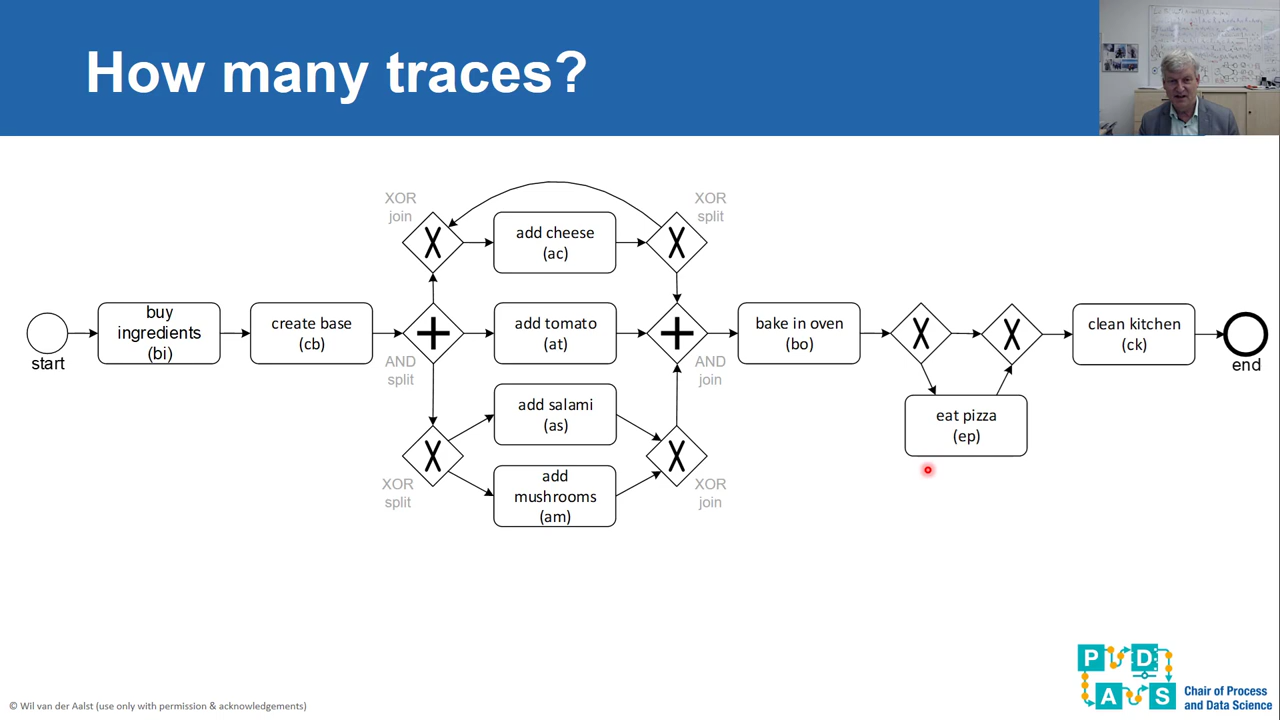 How many traces?
XOR
join
XOR
split
add cheese
(ac)
buy
ingredients
(bi)
create base
(cb)
add tomato
(at)
bake in oven
(bo)
clean kitchen
(ck)
start
AND
split
AND
join
end
add salami
(as)
eat pizza
(ep)
XOR
split
add
mushrooms
(am)
XOR
join
P D
A S
Chair of Process
and Data Science
© Wil van der Aalst (use only with permission & acknowledgements)